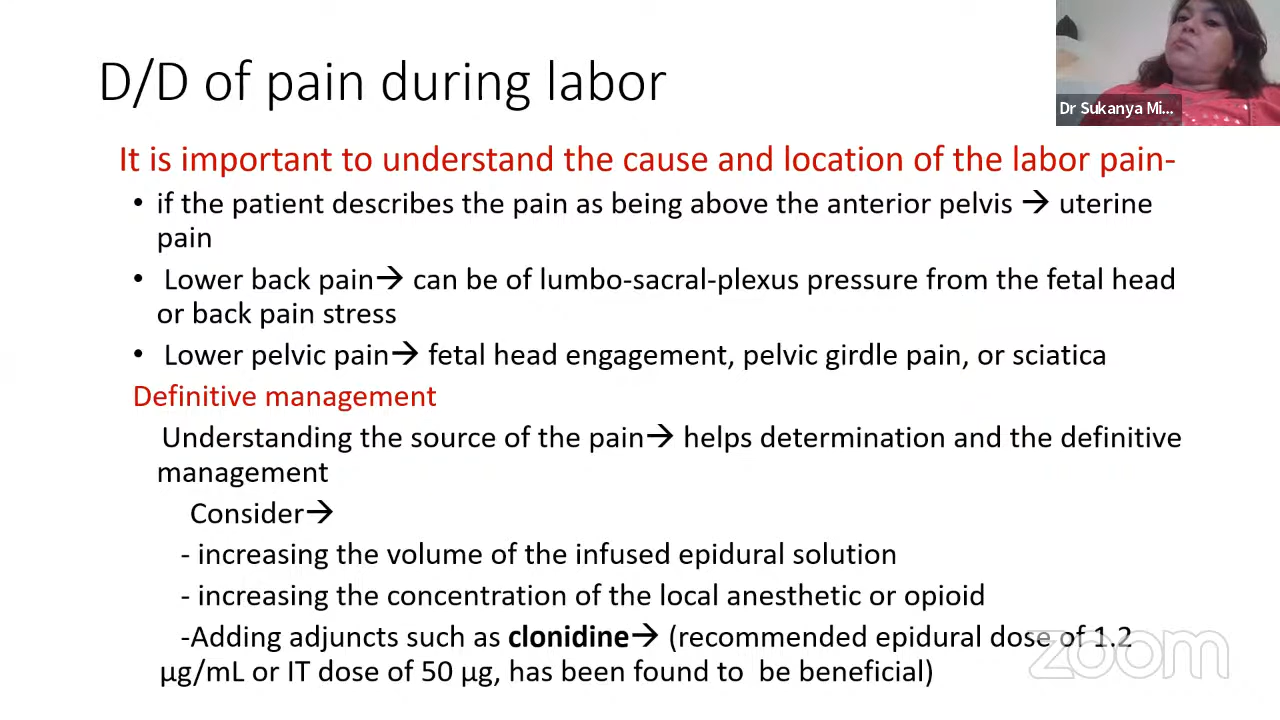 D/D of pain during labor
Dr Sukanya Mi...
It is important to understand the cause and location of the labor pain-
• if the patient describes the pain as being above the anterior pelvis → uterine
pain
• Lower back pain→ can be of lumbo-sacral-plexus pressure from the fetal head
or back pain stress
• Lower pelvic pain→ fetal head engagement, pelvic girdle pain, or sciatica
Definitive management
Understanding the source of the pain→ helps determination and the definitive
management
Consider→
- increasing the volume of the infused epidural solution
- increasing the concentration of the local anesthetic or opioid
-Adding adjuncts such as clonidine→ (recommended epidural dose of 1.2
µg/mL or IT dose of 50 µg, has been found to be beneficial)
zoom